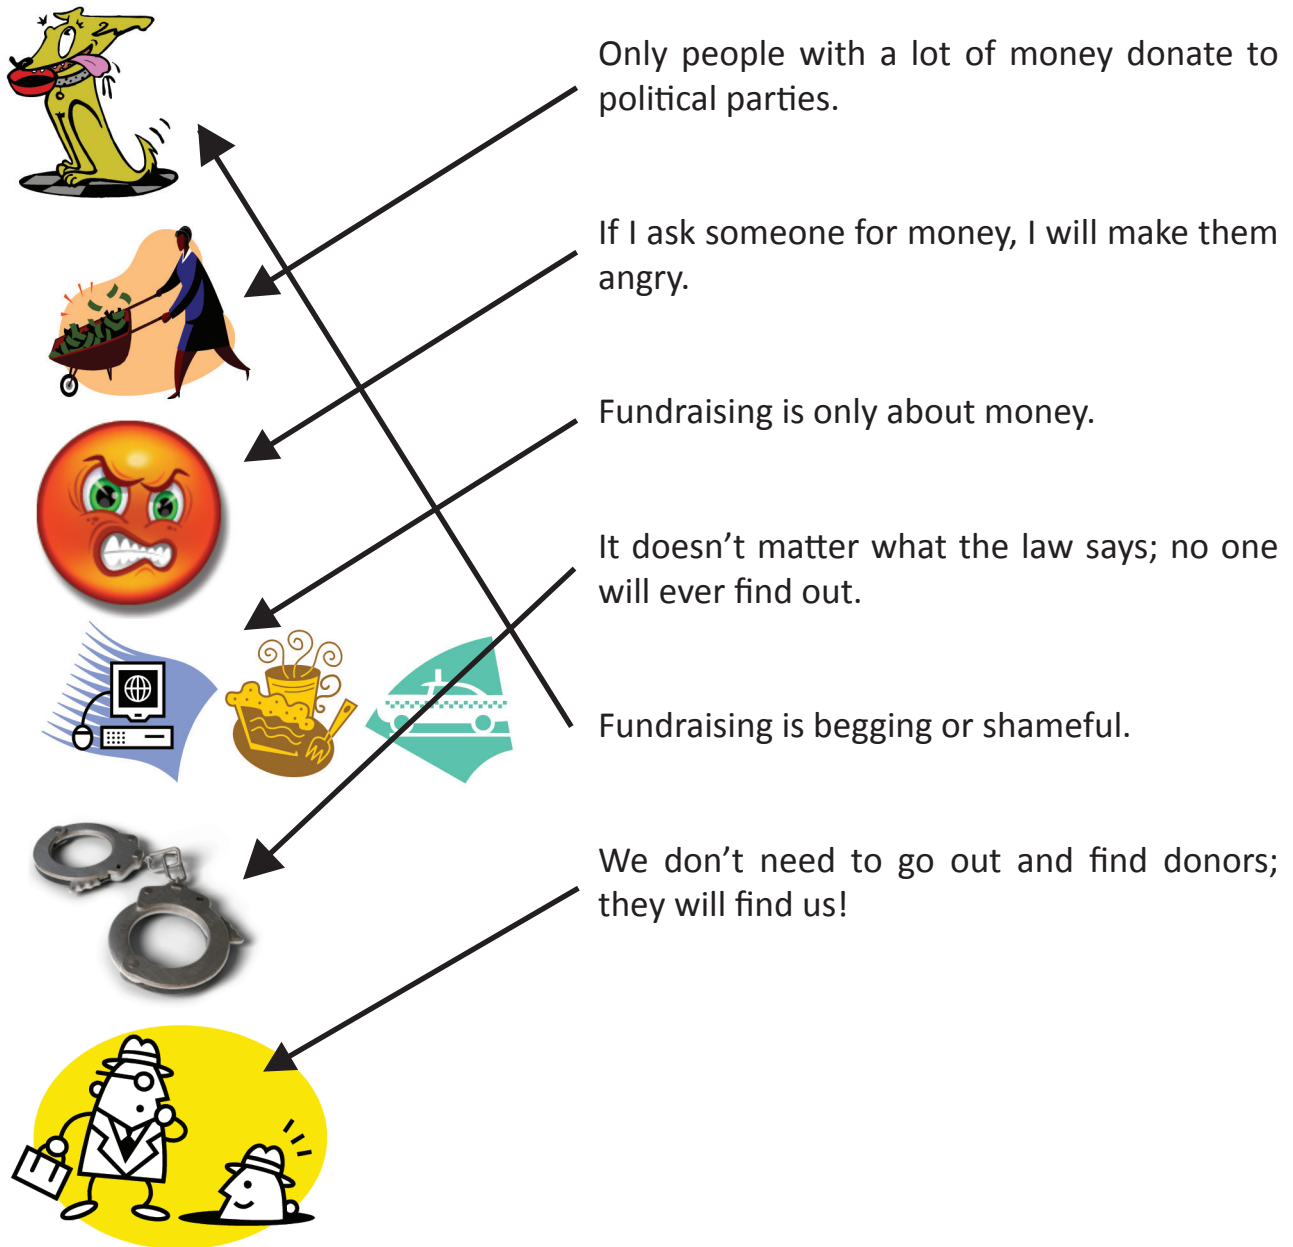 Only people with a lot of money donate to
political parties.
If I ask someone for money, I will make them
angry.
Fundraising is only about money.
It doesn’t matter what the law says; no one
will ever find out.
Fundraising is begging or shameful.
We don’t need to go out and find donors;
they will find us!